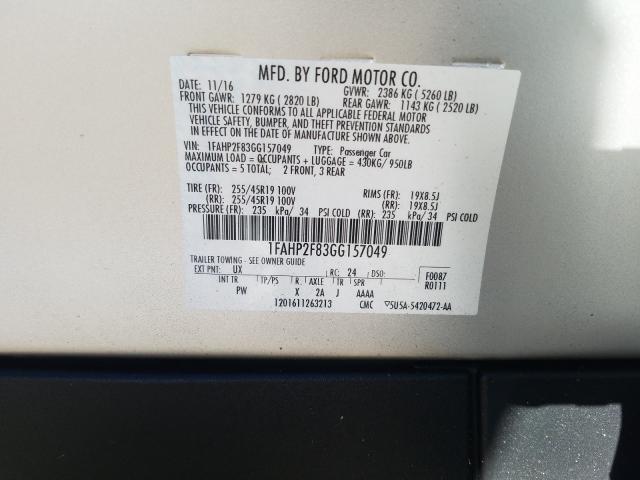 MFD. BY FORD MOTOR CO.
DATE: 11/16 GVWR: 2386 KG ( 5260 LB)
FRONT GAWR: 1279 KG ( 2820 LB) REAR GAWR: 1143 KG ( 2520 LB)
THIS VEHICLE CONFORMS TO ALL APPLICABLE FEDERAL MOTOR
VEHICLE SAFETY, BUMPER, AND THEFT PREVENTION STANDARDS
IN EFFECT ON THE DATE OF MANUFACTURE SHOWN ABOVE.
VIN: 1FAHP2F83GG157049 TYPE: Passenger Car
MAXIMUM LOAD = OCCUPANTS + LUGGAGE = 430KG/ 950LB
OCCUPANTS = 5 TOTAL; 2 FRONT, 3 REAR
TIRE (FR): 255/45R19 100V RIMS (FR): 19X8.5J
(RR): 255/45R19 100V (RR): 19X8.5J
PRESSURE (FR): 235 kPa/ 34 PSI COLD (RR): 235 kPa/ 34 PSI COLD
1FAHP2F83GG157049
TRAILER TOWING - SEE OWNER GUIDE
EXT PNT: UX RC: 24 DSO: F0087
INT TR TP/PS R. AXLE TR SPR R0111
PW X 2A J AAAA
1201611263213 CMC ▽5U5A-5420472-AA